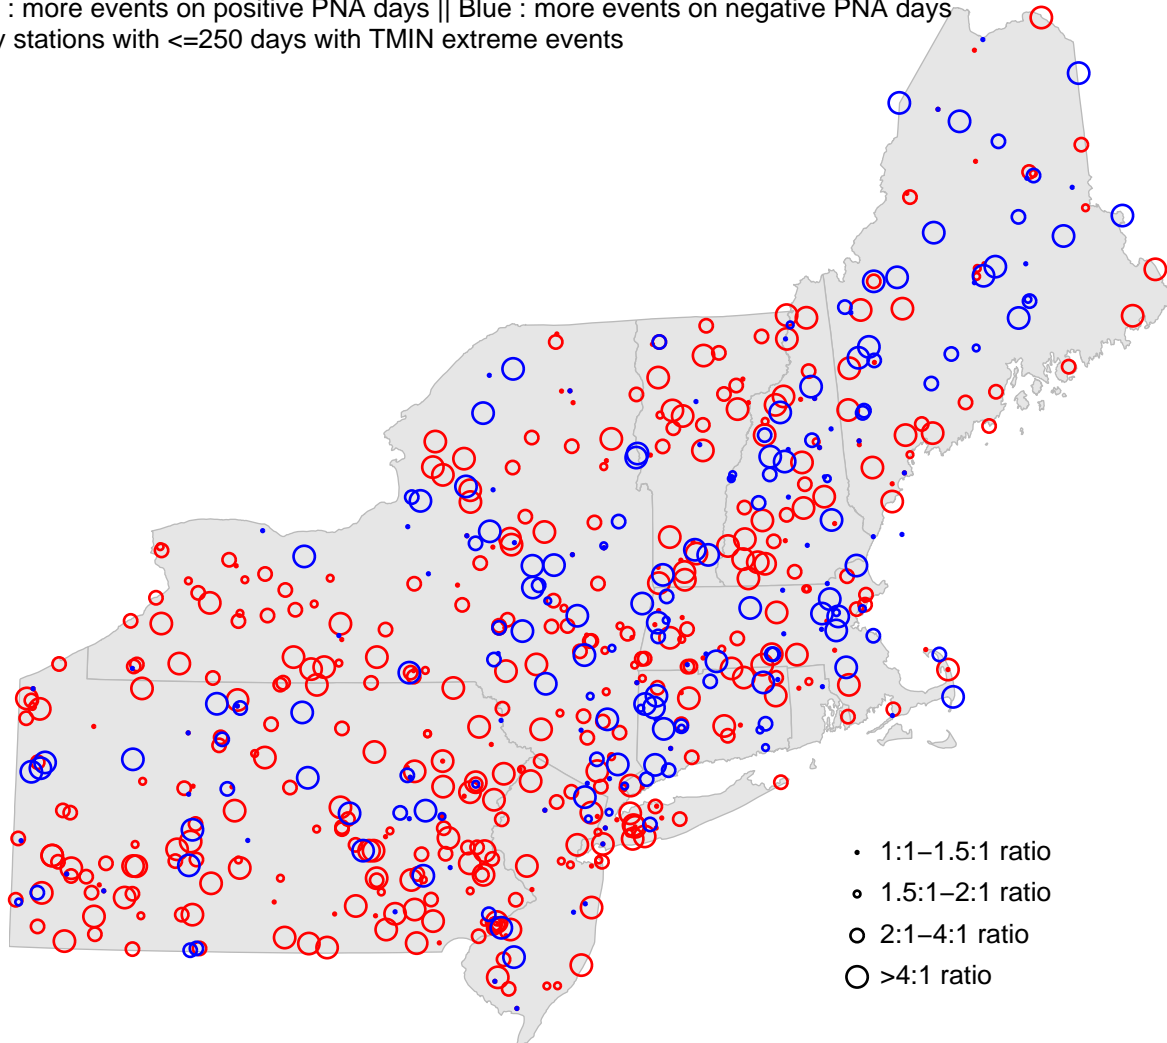 : more events on positive PNA days || Blue : more events on negative PNA days
stations with <=250 days with TMIN extreme events
1:1−1.5:1 ratio
1.5:1−2:1 ratio
2:1−4:1 ratio
>4:1 ratio